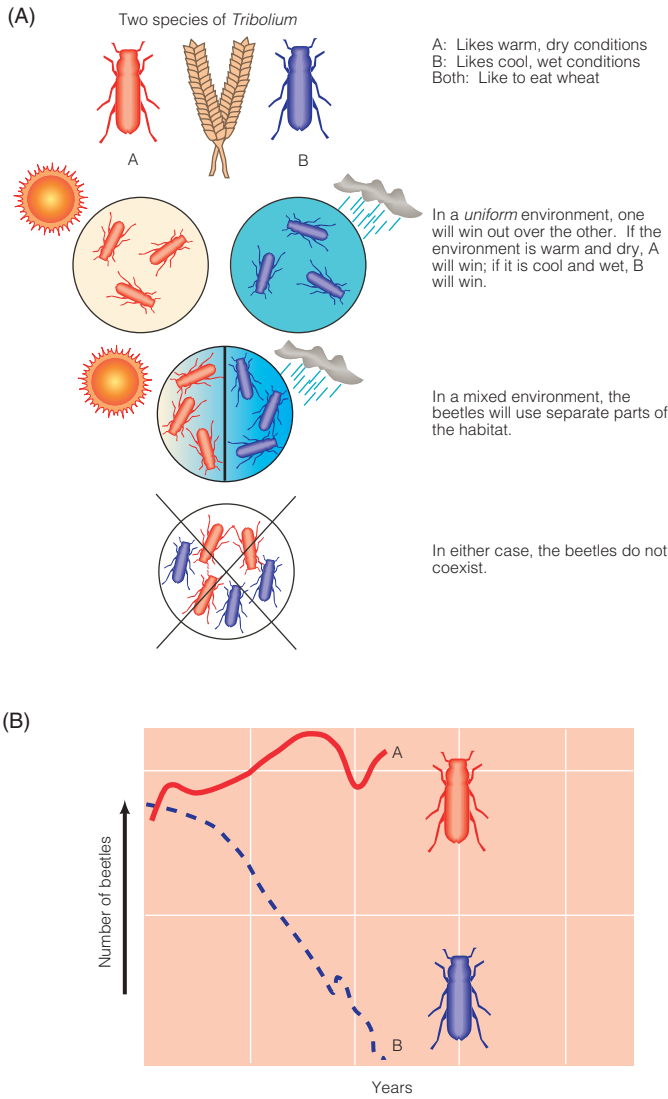 (A)
Two species of Tribolium
A
B
A: Likes warm, dry conditions
B: Likes cool, wet conditions
Both: Like to eat wheat
In a uniform environment, one
will win out over the other. If the
environment is warm and dry, A
will win; if it is cool and wet, B
will win.
In a mixed environment, the
beetles will use separate parts of
the habitat.
In either case, the beetles do not
coexist.
(B)
Number of beetles
A
B
Years